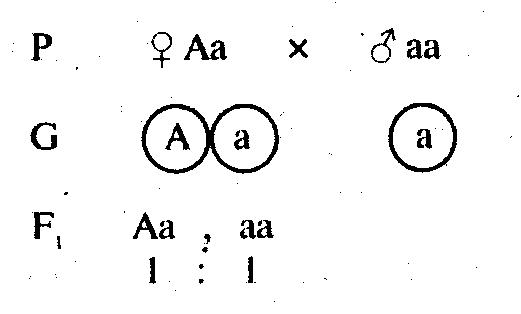 P ♀ Aa × ♂ aa
G A a a
F₁ Aa , aa
1 : 1